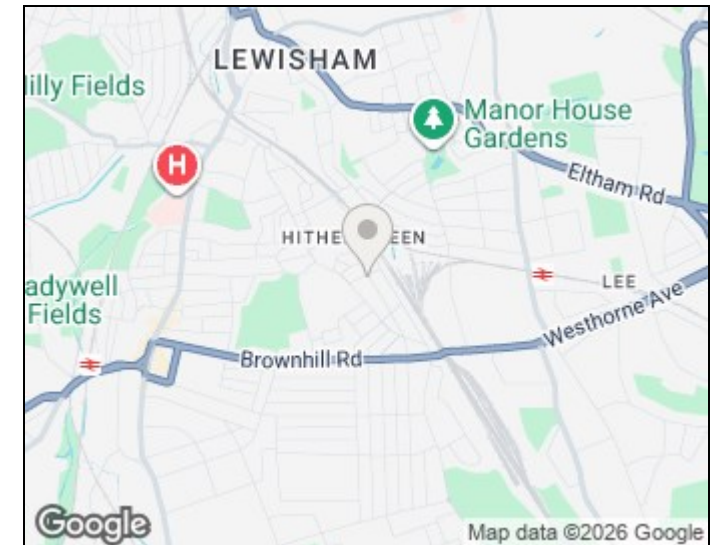 LEWISHAM
illy Fields
Manor House
Gardens
H
Eltham Rd
HITHE EEN
adywell
Fields
LEE
Westhorne Ave
Brownhill Rd
Google
Map data ©2026 Google